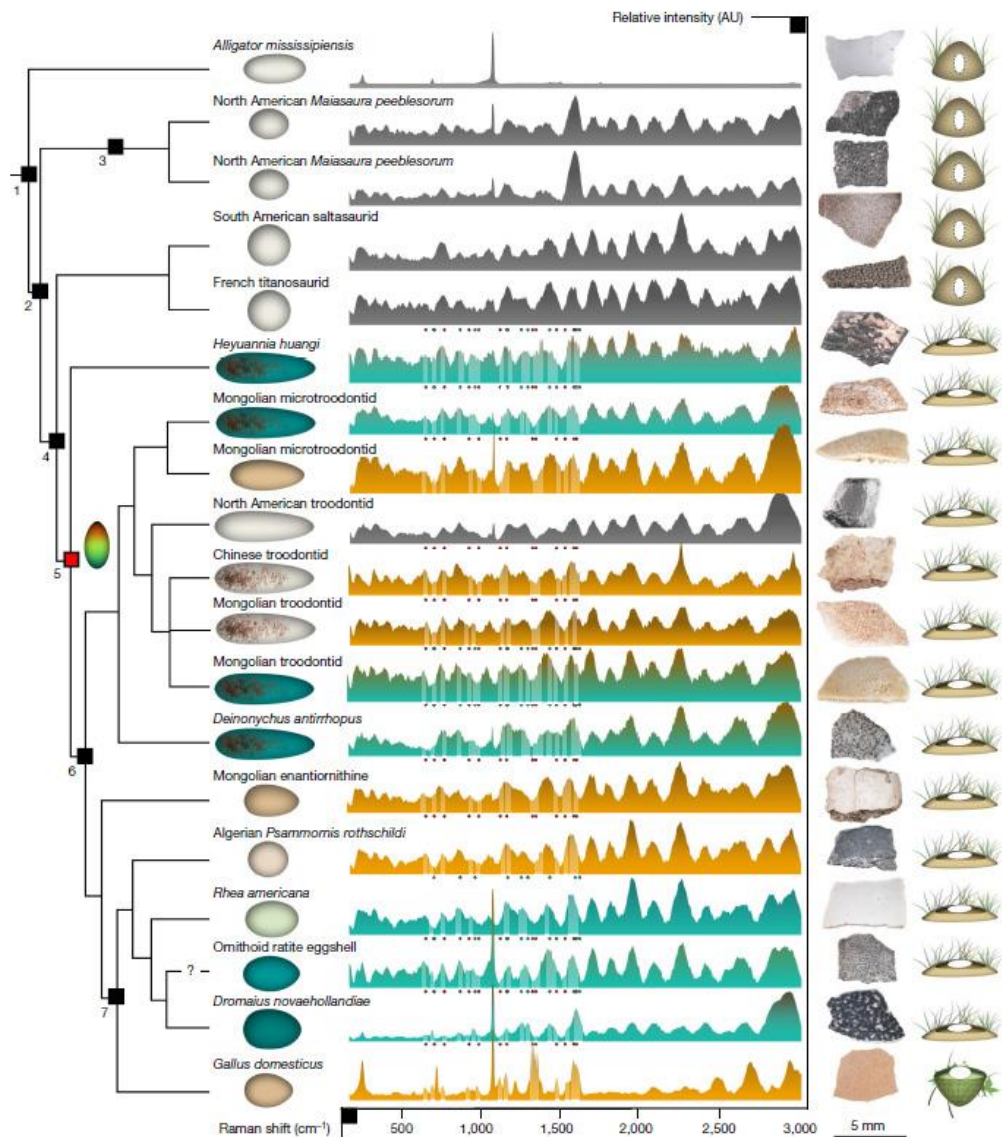 Relative intensity (AU)
Alligator mississipiensis
North American Maiasaura peeblesorum
3
North American Maiasaura peeblesorum
1
South American saltasaurid
2
French titanosaurid
Heyuannia huangi
Mongolian microtroodontid
4
Mongolian microtroodontid
North American troodontid
Chinese troodontid
5
Mongolian troodontid
Mongolian troodontid
Deinonychus antirrhopus
6
Mongolian enantiornithine
Algerian Psammornis rothschildi
Rhea americana
Ornithoid ratite eggshell
?
Dromaius novaehollandiae
7
Gallus domesticus
Raman shift (cm⁻¹) 500 1,000 1,500 2,000 2,500 3,000 5 mm